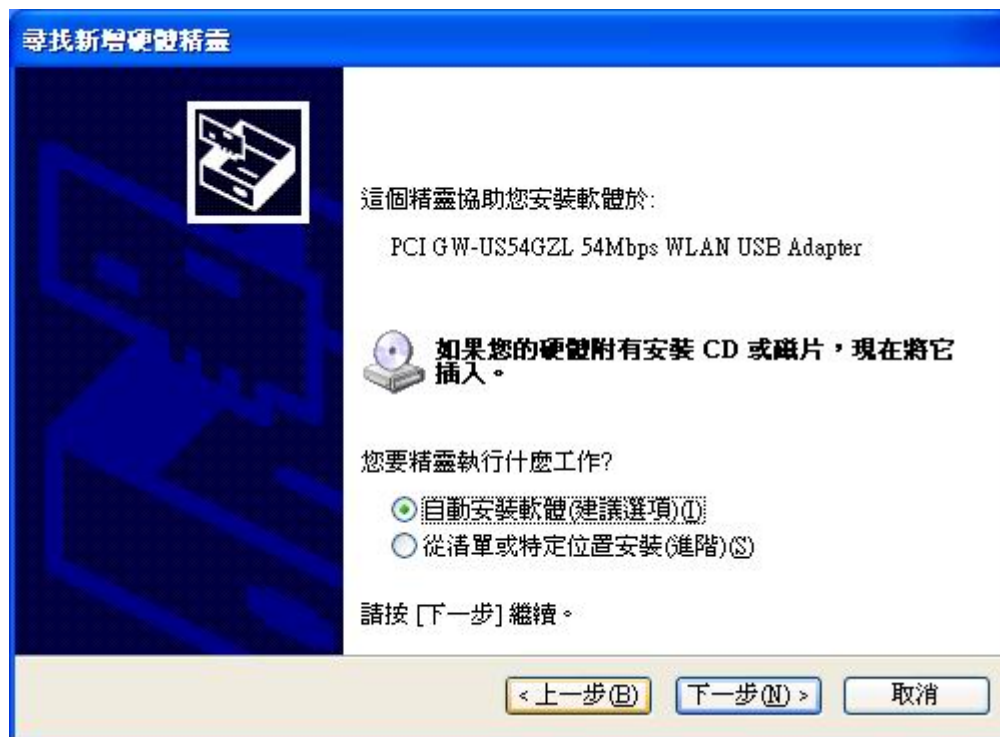 尋找新增硬體精靈
這個精靈協助您安裝軟體於:
PCI GW-US54GZL 54Mbps WLAN USB Adapter
如果您的硬體附有安裝 CD 或磁片，現在將它
插入。
您要精靈執行什麼工作?
自動安裝軟體(建議選項)(I)
從清單或特定位置安裝(進階)(S)
請按 [下一步] 繼續。
< 上一步(B) 下一步(N) > 取消